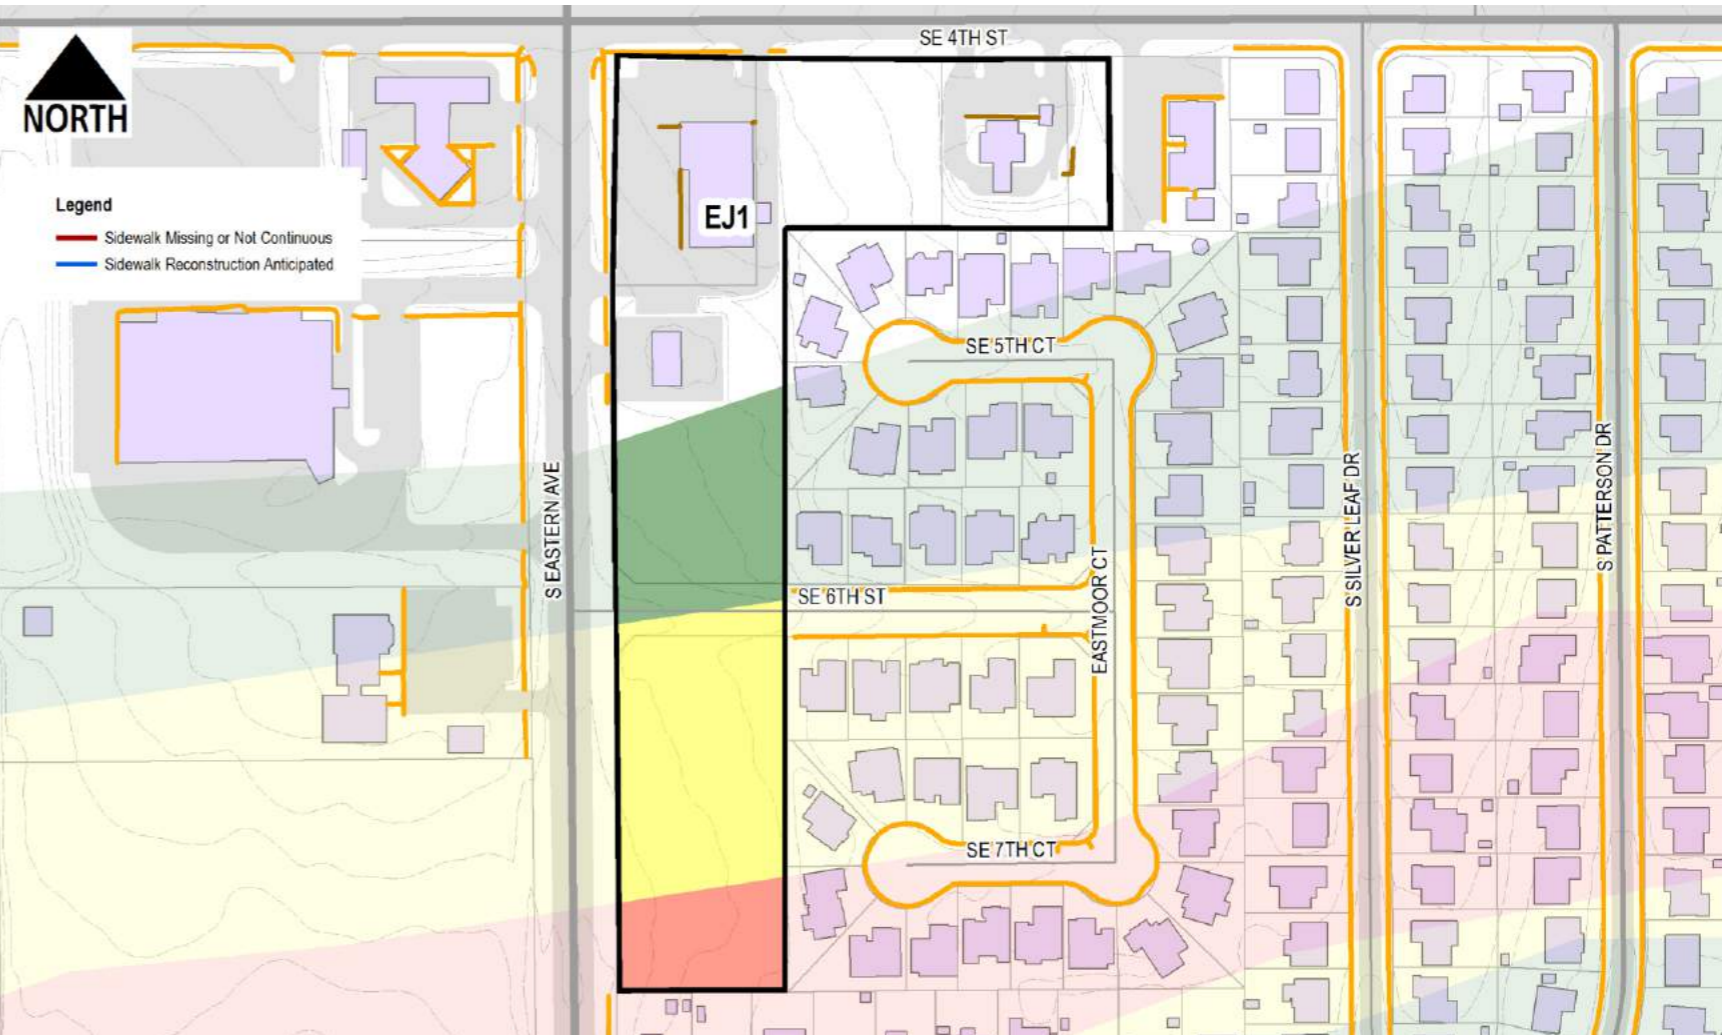 SE 4TH ST
NORTH
Legend
Sidewalk Missing or Not Continuous
Sidewalk Reconstruction Anticipated
EJ1
SE 5TH CT
S EASTERN AVE
S SILVER LEAF DR
S PATTERSON DR
SE 6TH ST
EASTMOOR CT
SE 7TH CT